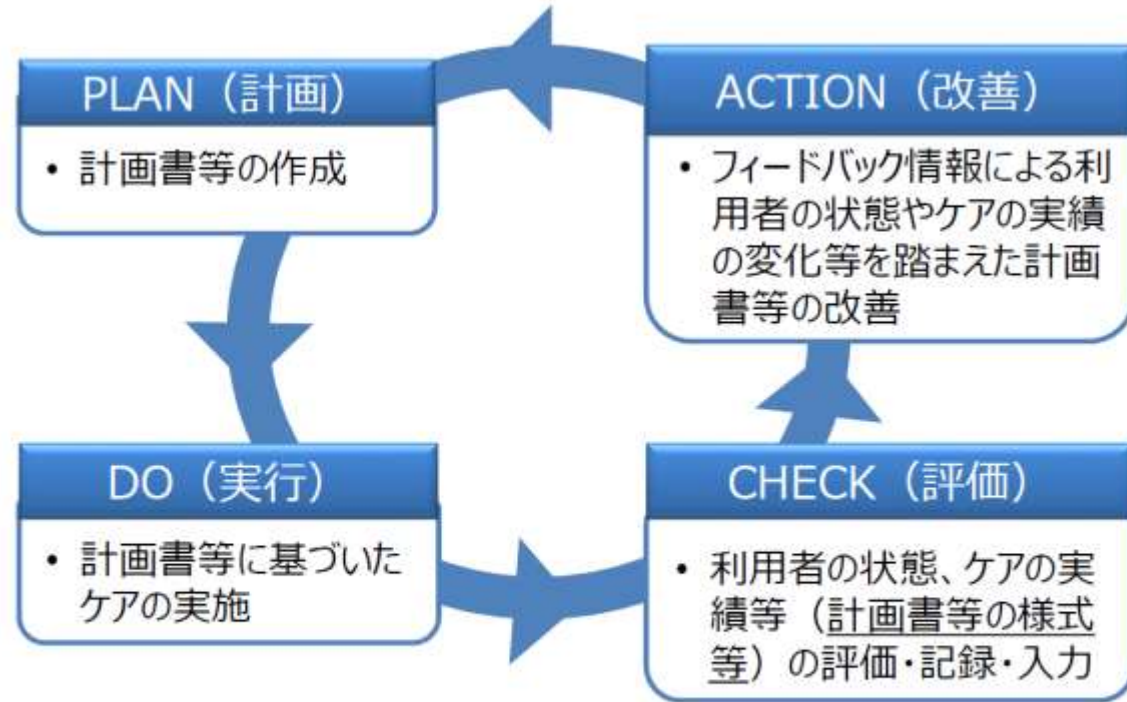 PLAN（計画）
• 計画書等の作成
ACTION（改善）
• フィードバック情報による利
用者の状態やケアの実績
の変化等を踏まえた計画
書等の改善
DO（実行）
• 計画書等に基づいた
ケアの実施
CHECK（評価）
• 利用者の状態、ケアの実
績等（計画書等の様式
等）の評価・記録・入力